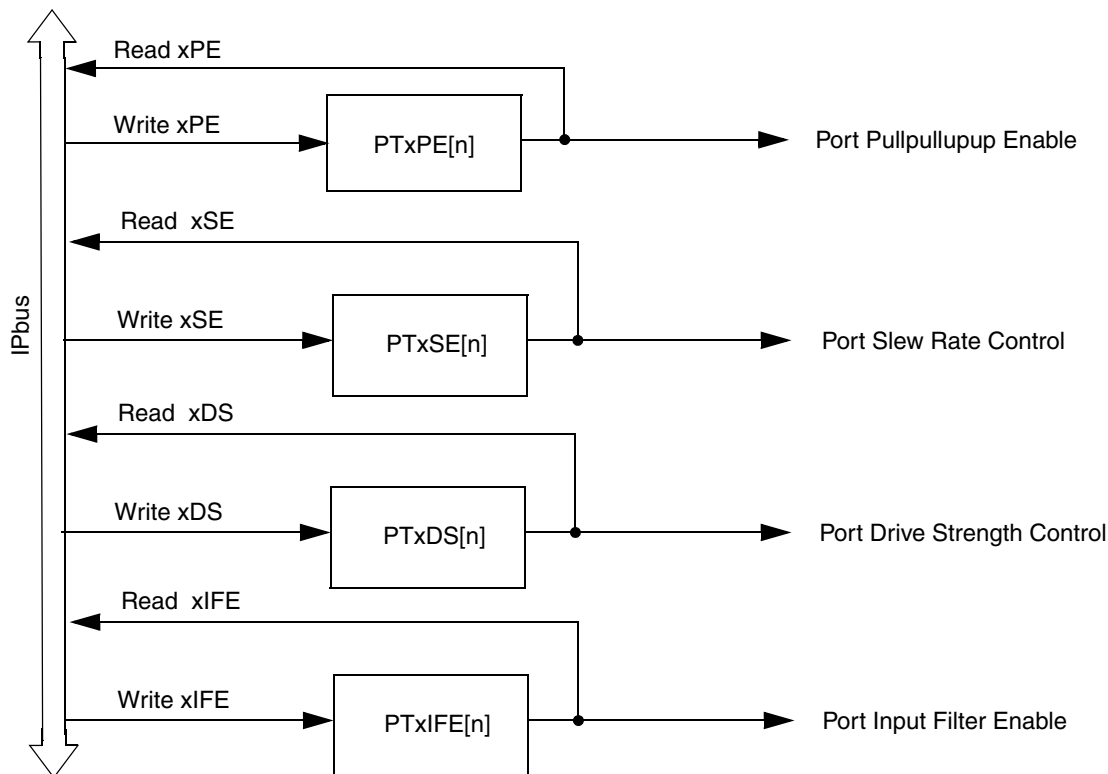 Read xPE
Write xPE
PTxPE[n]
Port Pullpullupup Enable
Read xSE
Write xSE
PTxSE[n]
Port Slew Rate Control
IPbus
Read xDS
Write xDS
PTxDS[n]
Port Drive Strength Control
Read xIFE
Write xIFE
PTxIFE[n]
Port Input Filter Enable